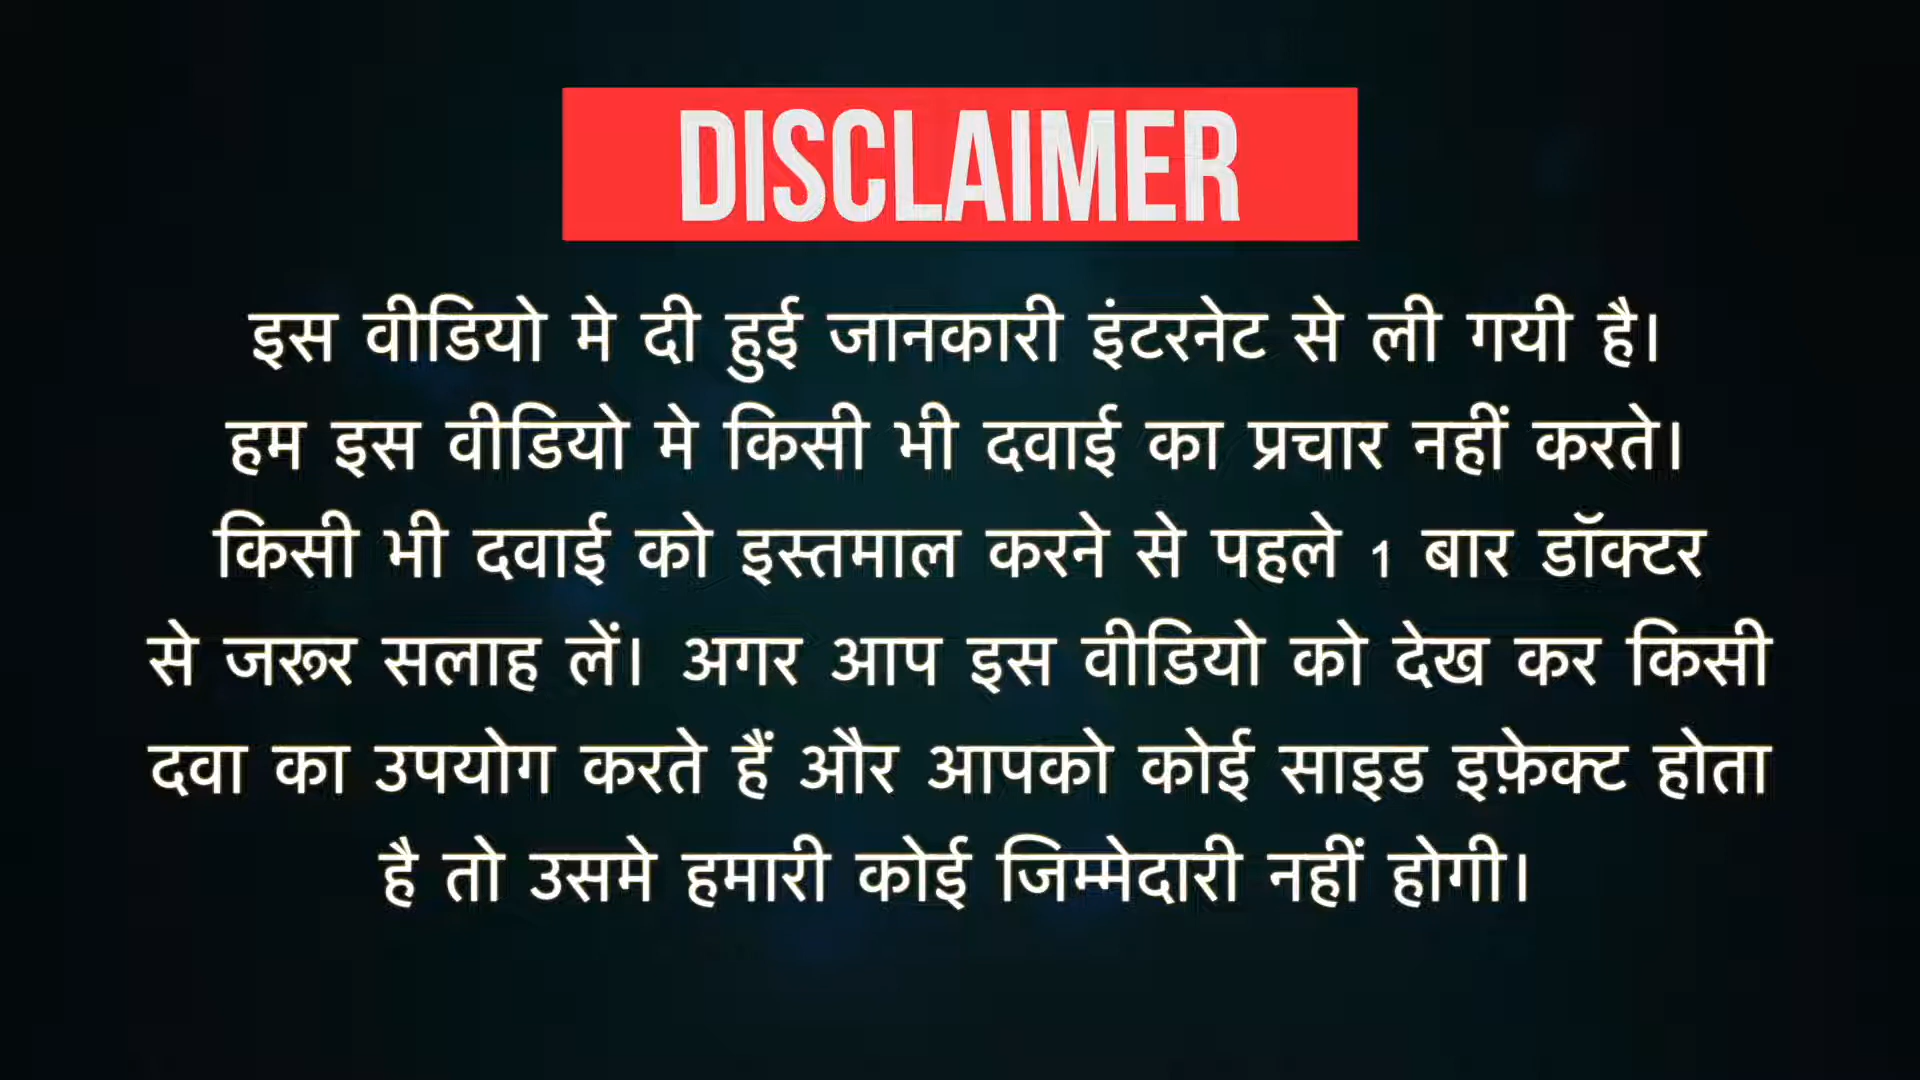 DISCLAIMER
इस वीडियो मे दी हुई जानकारी इंटरनेट से ली गयी है।
हम इस वीडियो मे किसी भी दवाई का प्रचार नहीं करते।
किसी भी दवाई को इस्तमाल करने से पहले 1 बार डॉक्टर
से जरूर सलाह लें। अगर आप इस वीडियो को देख कर किसी
दवा का उपयोग करते हैं और आपको कोई साइड इफ़ेक्ट होता
है तो उसमे हमारी कोई जिम्मेदारी नहीं होगी।